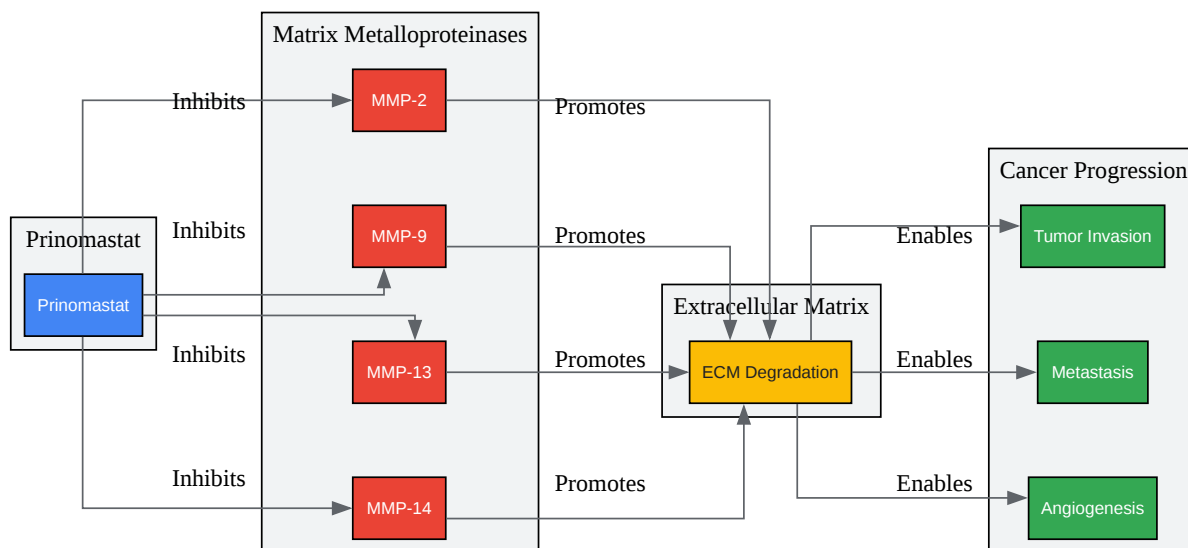 Matrix Metalloproteinases
Inhibits
MMP-2
Promotes
Cancer Progression
Prinomastat
Inhibits
MMP-9
Promotes
Enables
Tumor Invasion
Prinomastat
Extracellular Matrix
Inhibits
MMP-13
Promotes
ECM Degradation
Enables
Metastasis
Inhibits
MMP-14
Promotes
Enables
Angiogenesis